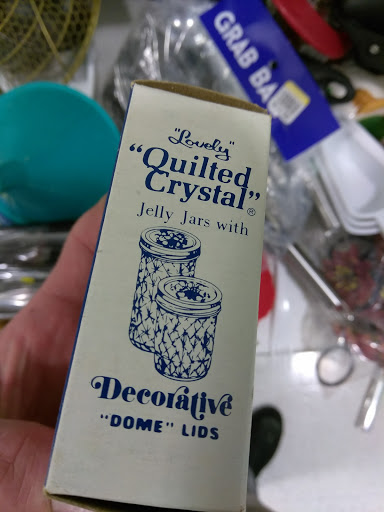 GRAB BA
"Lovely"
"Quilted
Crystal"®
Jelly Jars with
Decorative
"DOME" LIDS